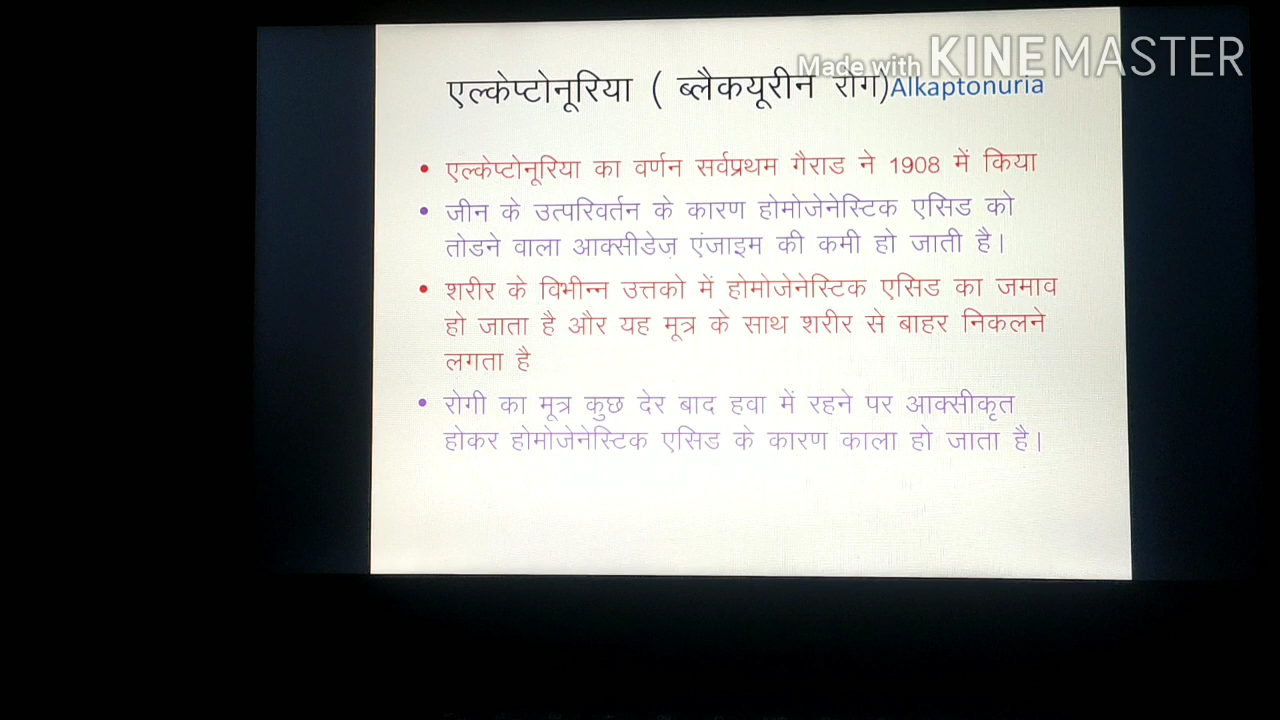 Made with KINEMASTER
एल्केप्टोनूरिया ( ब्लैकयूरीन रोग)Alkaptonuria
• एल्केप्टोनूरिया का वर्णन सर्वप्रथम गैराड ने 1908 में किया
• जीन के उत्परिवर्तन के कारण होमोजेनेस्टिक एसिड को
तोडने वाला आक्सीडेज़ एंजाइम की कमी हो जाती है।
• शरीर के विभीन्न उत्तको में होमोजेनेस्टिक एसिड का जमाव
हो जाता है और यह मूत्र के साथ शरीर से बाहर निकलने
लगता है
• रोगी का मूत्र कुछ देर बाद हवा में रहने पर आक्सीकृत
होकर होमोजेनेस्टिक एसिड के कारण काला हो जाता है।